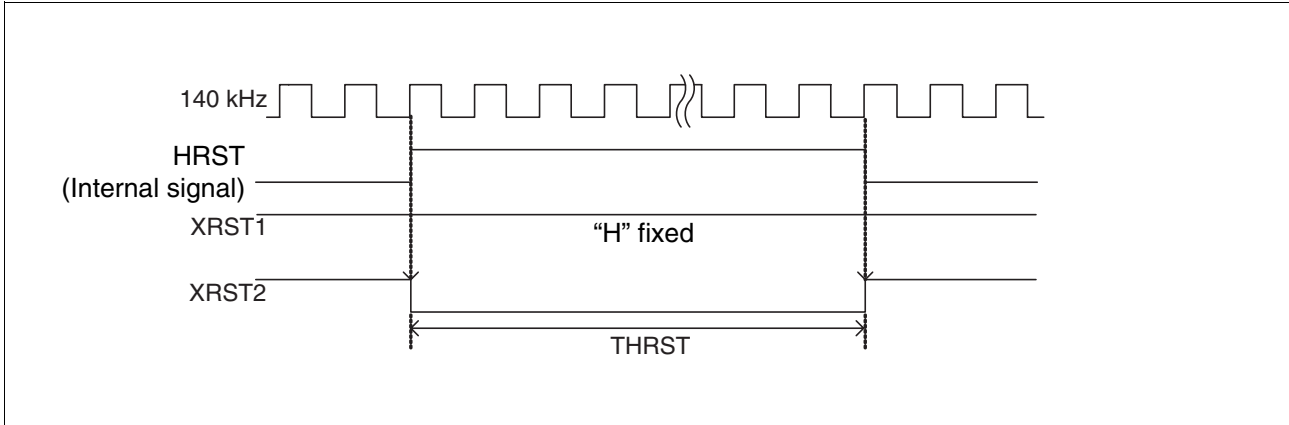 140 kHz
HRST
(Internal signal)
XRST1
“H” fixed
XRST2
THRST